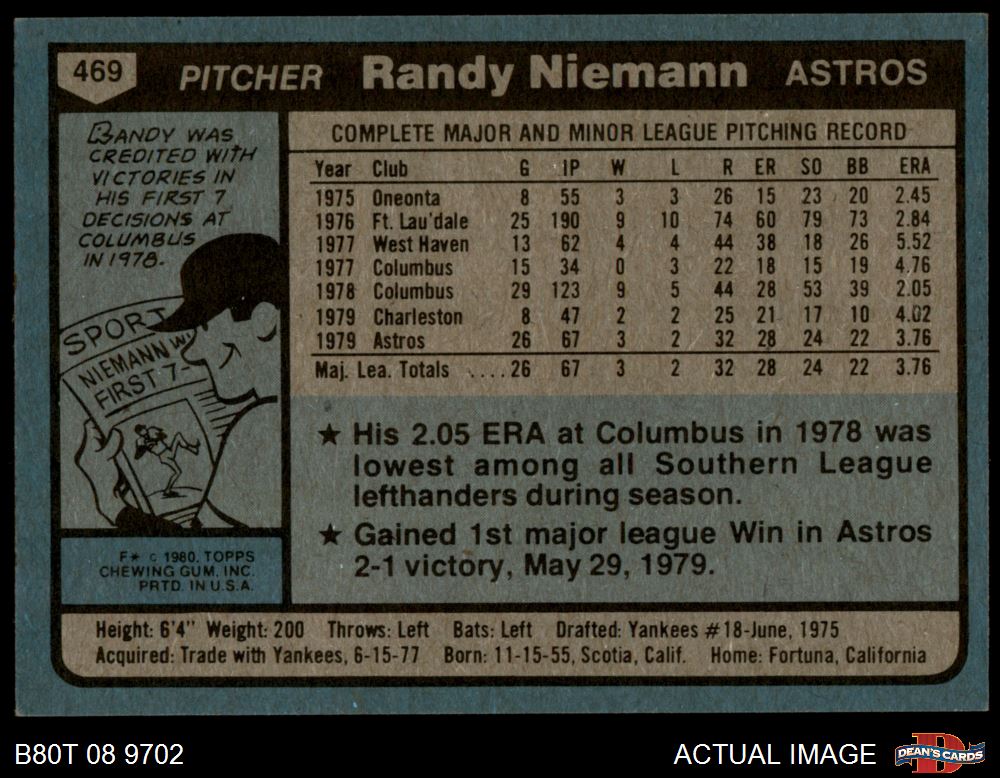 469 PITCHER Randy Niemann ASTROS
RANDY WAS
CREDITED WITH
VICTORIES IN
HIS FIRST 7
DECISIONS AT
COLUMBUS
IN 1978.
SPORT
NIEMANN W
FIRST 7-
F* © 1980, TOPPS
CHEWING GUM, INC.
PRTD. IN U.S.A.
COMPLETE MAJOR AND MINOR LEAGUE PITCHING RECORD
Year Club G IP W L R ER SO BB ERA
1975 Oneonta 8 55 3 3 26 15 23 20 2.45
1976 Ft. Lau'dale 25 190 9 10 74 60 79 73 2.84
1977 West Haven 13 62 4 4 44 38 18 26 5.52
1977 Columbus 15 34 0 3 22 18 15 19 4.76
1978 Columbus 29 123 9 5 44 28 53 39 2.05
1979 Charleston 8 47 2 2 25 21 17 10 4.02
1979 Astros 26 67 3 2 32 28 24 22 3.76
Maj. Lea. Totals ....26 67 3 2 32 28 24 22 3.76
★ His 2.05 ERA at Columbus in 1978 was
lowest among all Southern League
lefthanders during season.
★ Gained 1st major league Win in Astros
2-1 victory, May 29, 1979.
Height: 6'4" Weight: 200 Throws: Left Bats: Left Drafted: Yankees #18-June, 1975
Acquired: Trade with Yankees, 6-15-77 Born: 11-15-55, Scotia, Calif. Home: Fortuna, California
B80T 08 9702 ACTUAL IMAGE DEAN'S CARDS